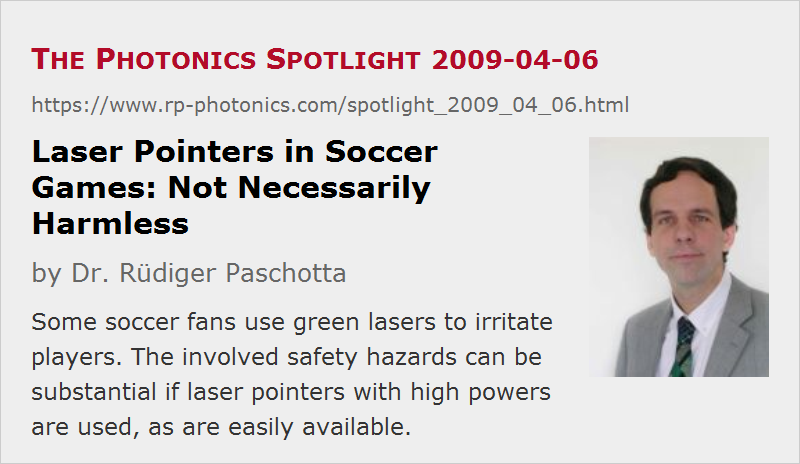 The Photonics Spotlight 2009-04-06
https://www.rp-photonics.com/spotlight_2009_04_06.html
Laser Pointers in Soccer
Games: Not Necessarily
Harmless
by Dr. Rüdiger Paschotta
Some soccer fans use green lasers to irritate
players. The involved safety hazards can be
substantial if laser pointers with high powers
are used, as are easily available.